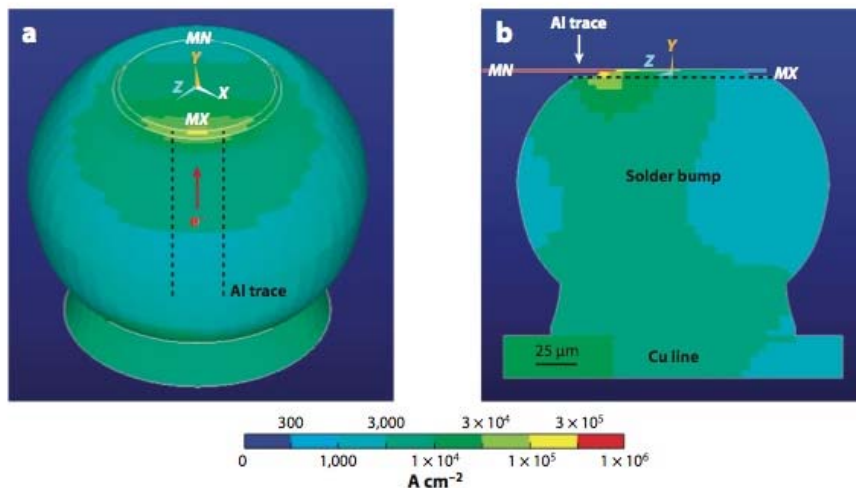 a
MN
Y
Z
X
MX
e
Al trace
b
Al trace
Y
Z
MN
MX
Solder bump
25 μm
Cu line
300 3,000 3 × 10⁴ 3 × 10⁵
0 1,000 1 × 10⁴ 1 × 10⁵ 1 × 10⁶
A cm⁻²